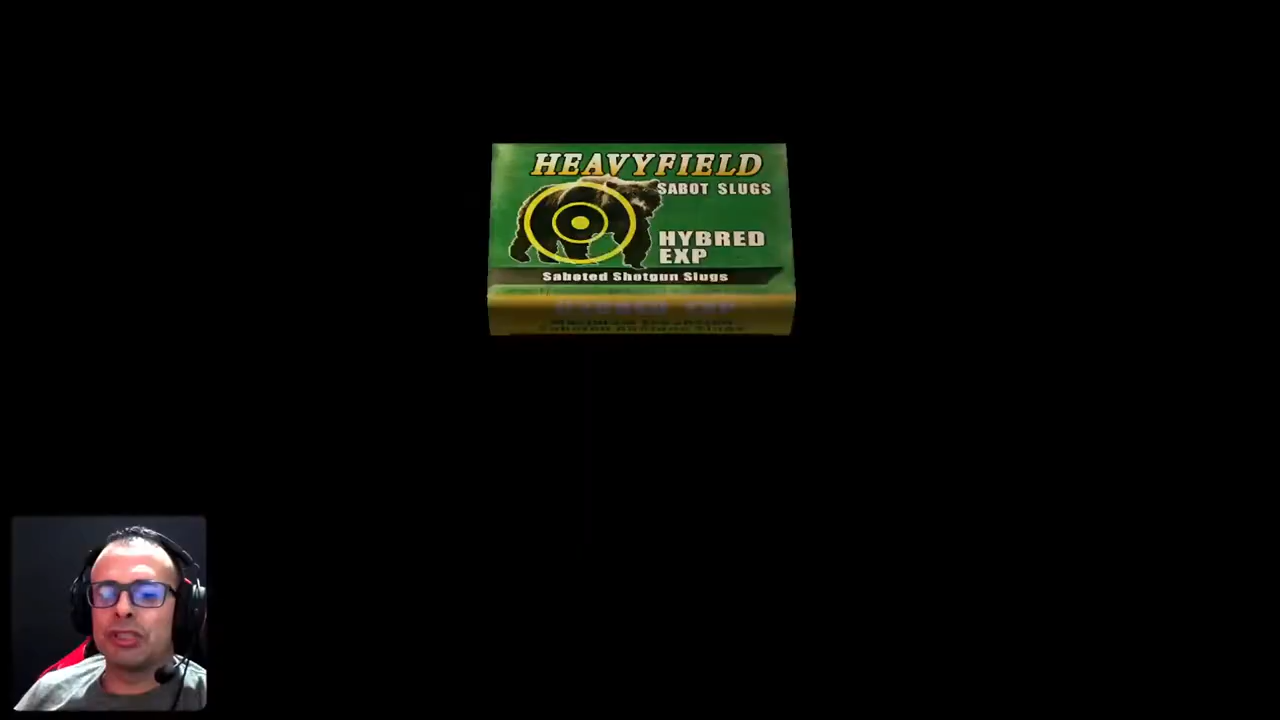 HEAVYFIELD
SABOT SLUGS
HYBRED
EXP
Saboted Shotgun Slugs